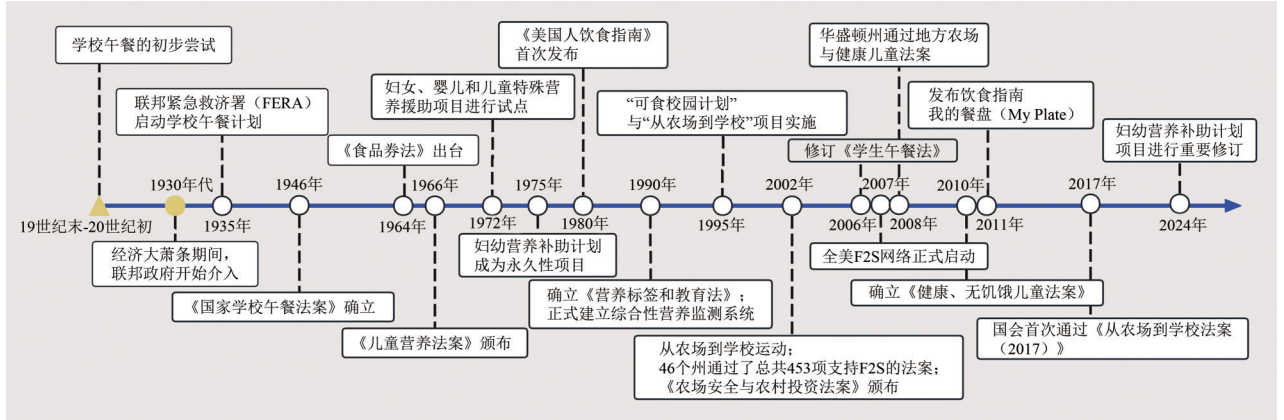 学校午餐的初步尝试
联邦紧急救济署（FERA）
启动学校午餐计划
《食品券法》出台
妇女、婴儿和儿童特殊营
养援助项目进行试点
《美国人饮食指南》
首次发布
“可食校园计划”
与“从农场到学校”项目实施
修订《学生午餐法》
华盛顿州通过地方农场
与健康儿童法案
发布饮食指南
我的餐盘（My Plate）
妇幼营养补助计划
项目进行重要修订
19世纪末-20世纪初
1930年代
1935年
1946年
1964年
1966年
1972年
1975年
1980年
1990年
1995年
2002年
2006年
2007年
2008年
2010年
2011年
2017年
2024年
经济大萧条期间，
联邦政府开始介入
《国家学校午餐法案》确立
《儿童营养法案》颁布
妇幼营养补助计划
成为永久性项目
确立《营养标签和教育法》；
正式建立综合性营养监测系统
从农场到学校运动；
46个州通过了总共453项支持F2S的法案；
《农场安全与农村投资法案》颁布
全美F2S网络正式启动
确立《健康、无饥饿儿童法案》
国会首次通过《从农场到学校法案
（2017）》